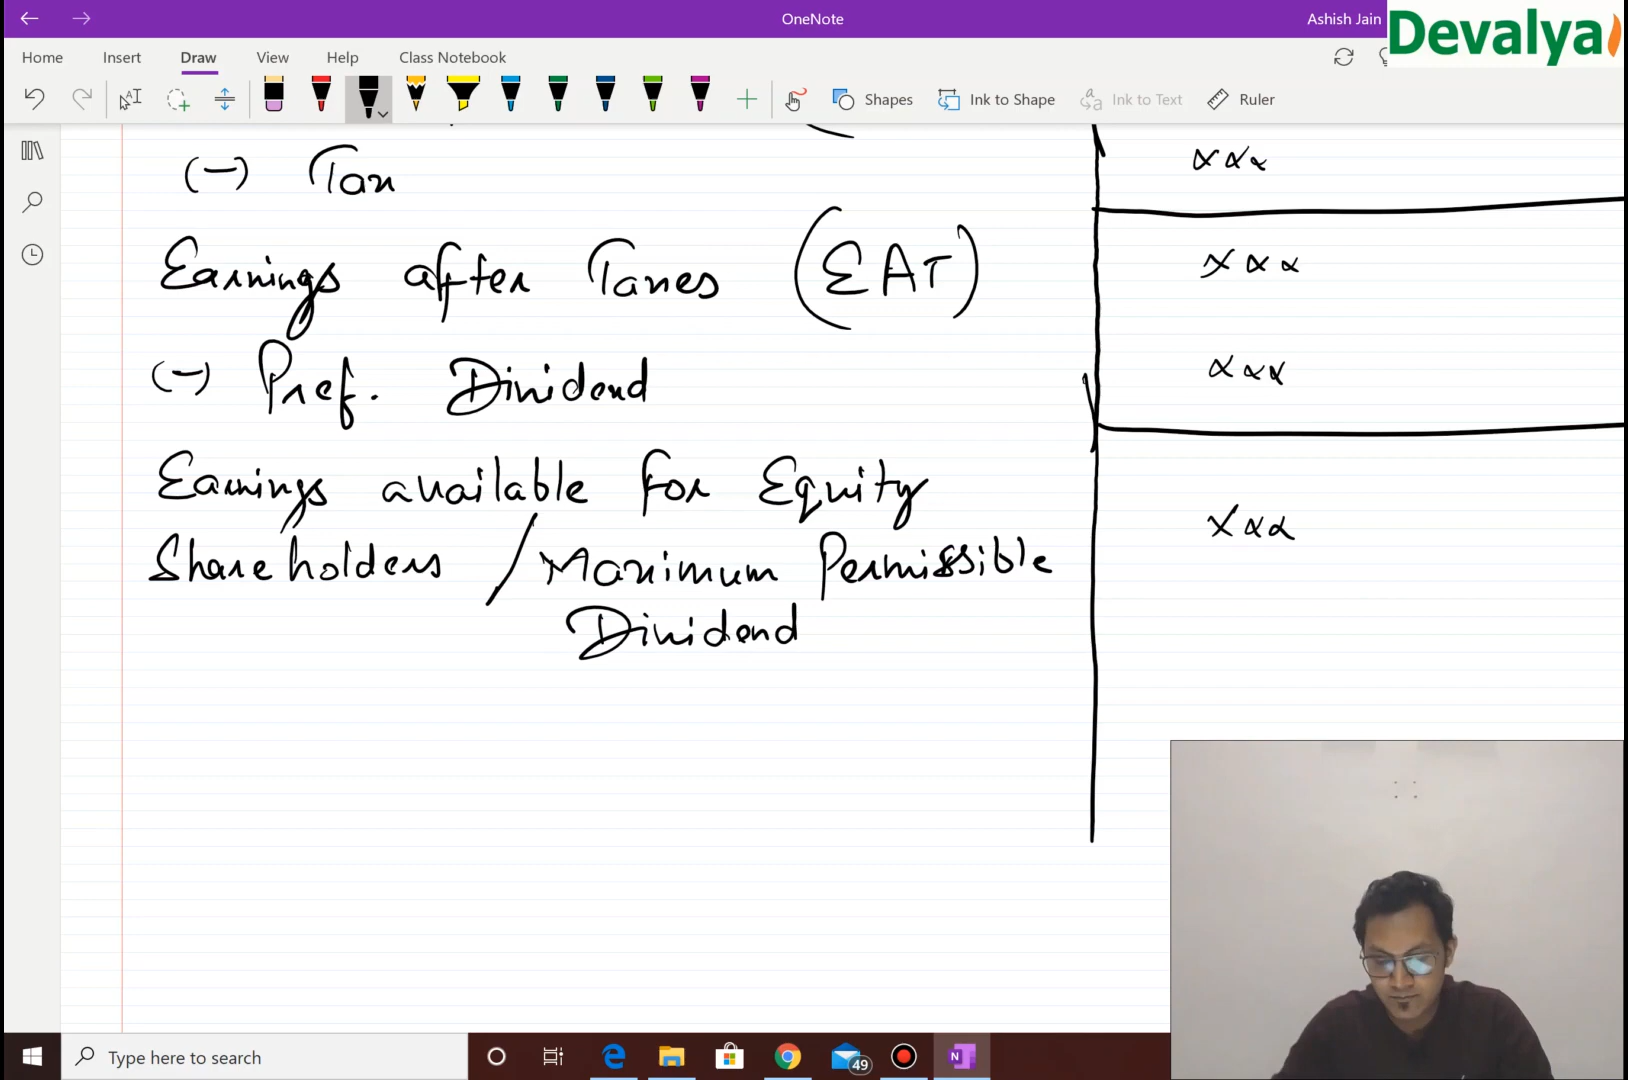 OneNote
Ashish Jain
Devalya
Home Insert Draw View Help Class Notebook
Shapes Ink to Shape Ink to Text Ruler
(-) Tax xxx
Earnings after Taxes (EAT) xxx
(-) Pref. Dividend xxx
Earnings available for Equity
Shareholders / Maximum Permissible xxx
Dividend
Type here to search
49
N